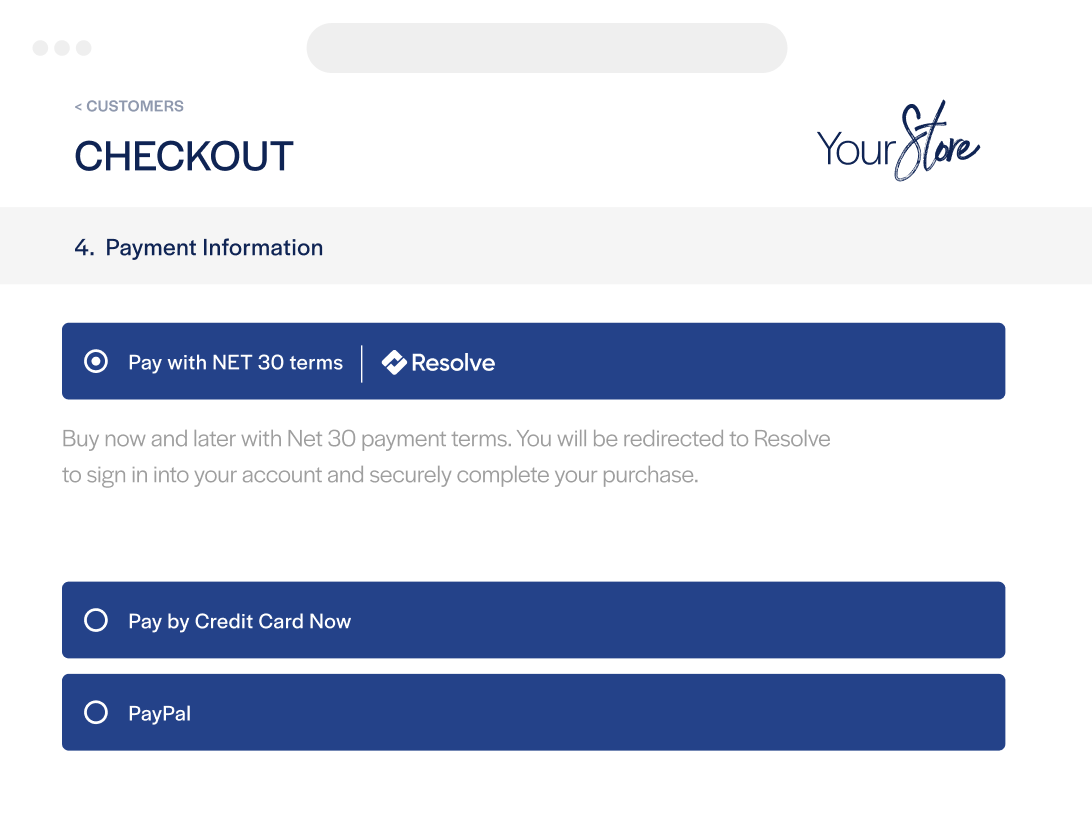 < CUSTOMERS
CHECKOUT
YourStore
4. Payment Information
Pay with NET 30 terms | Resolve
Buy now and later with Net 30 payment terms. You will be redirected to Resolve
to sign in into your account and securely complete your purchase.
Pay by Credit Card Now
PayPal